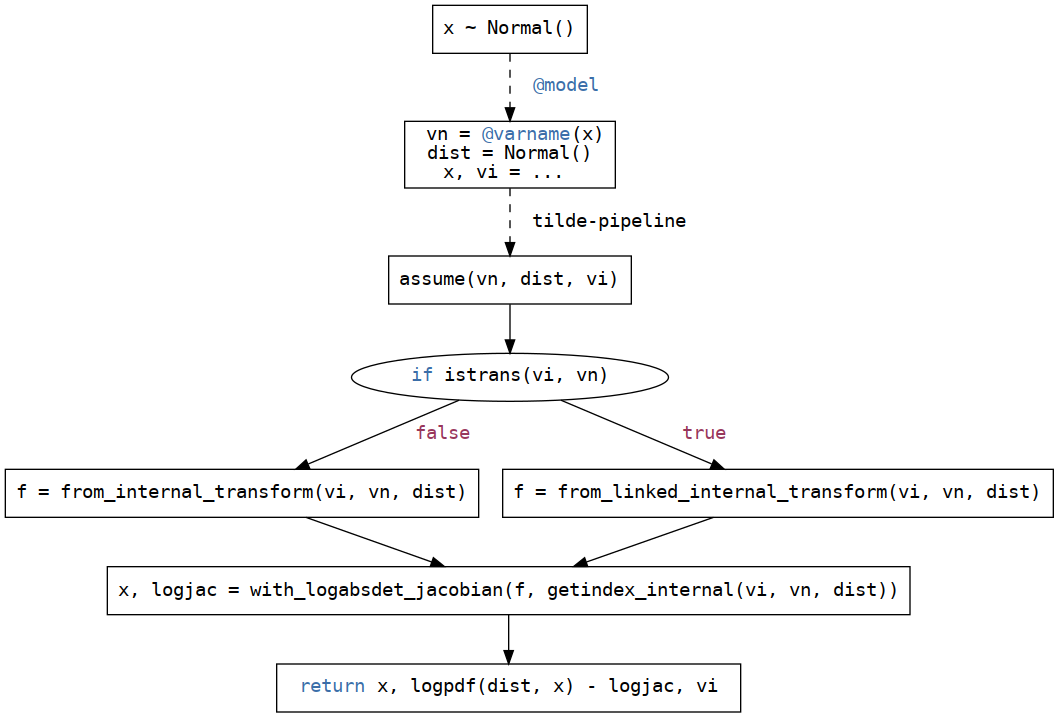 x ~ Normal()
@model
vn = @varname(x)
dist = Normal()
x, vi = ...
tilde-pipeline
assume(vn, dist, vi)
if istrans(vi, vn)
false
true
f = from_internal_transform(vi, vn, dist)
f = from_linked_internal_transform(vi, vn, dist)
x, logjac = with_logabsdet_jacobian(f, getindex_internal(vi, vn, dist))
return x, logpdf(dist, x) - logjac, vi